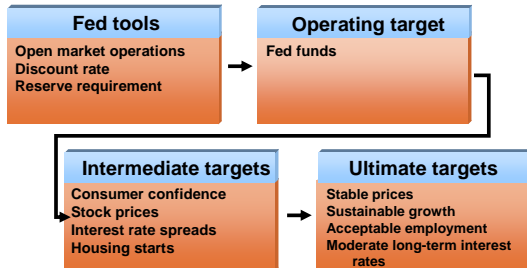 Fed tools
Open market operations
Discount rate
Reserve requirement
Operating target
Fed funds
Intermediate targets
Consumer confidence
Stock prices
Interest rate spreads
Housing starts
Ultimate targets
Stable prices
Sustainable growth
Acceptable employment
Moderate long-term interest
rates